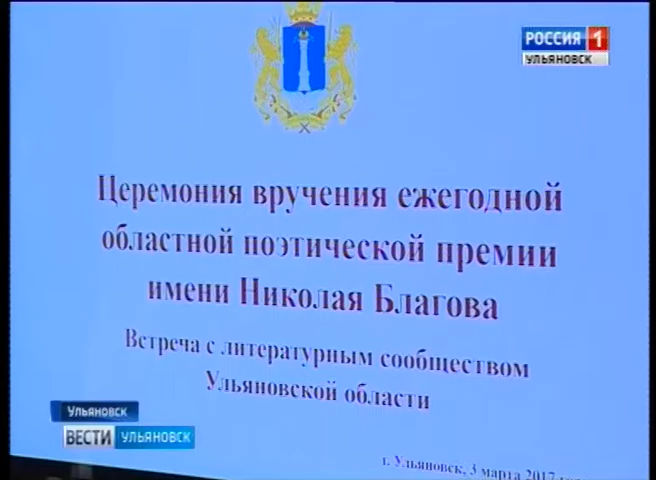 РОССИЯ 1
УЛЬЯНОВСК
Церемония вручения ежегодной
областной поэтической премии
имени Николая Благова
Встреча с литературным сообществом
Ульяновской области
г. Ульяновск, 3 марта 2017
УЛЬЯНОВСК
ВЕСТИ УЛЬЯНОВСК